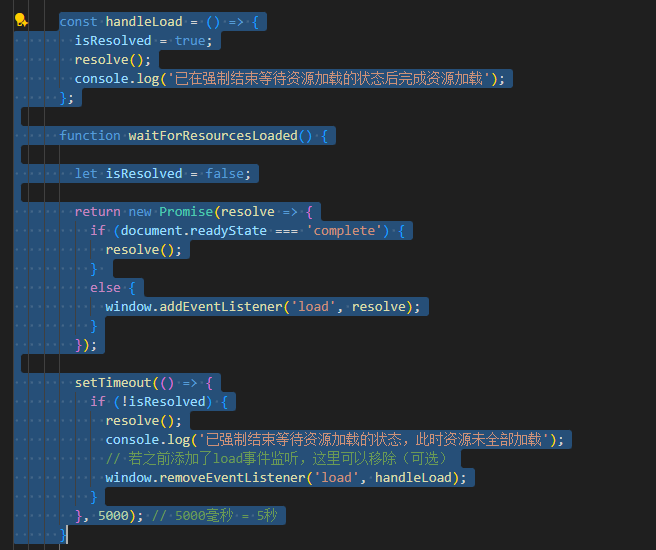 const handleLoad = () => {
isResolved = true;
resolve();
console.log('已在强制结束等待资源加载的状态后完成资源加载');
};
function waitForResourcesLoaded() {
let isResolved = false;
return new Promise(resolve => {
if (document.readyState === 'complete') {
resolve();
}
else {
window.addEventListener('load', resolve);
}
});
setTimeout(() => {
if (!isResolved) {
resolve();
console.log('已强制结束等待资源加载的状态，此时资源未全部加载');
// 若之前添加了load事件监听，这里可以移除（可选）
window.removeEventListener('load', handleLoad);
}
}, 5000); // 5000毫秒 = 5秒
}